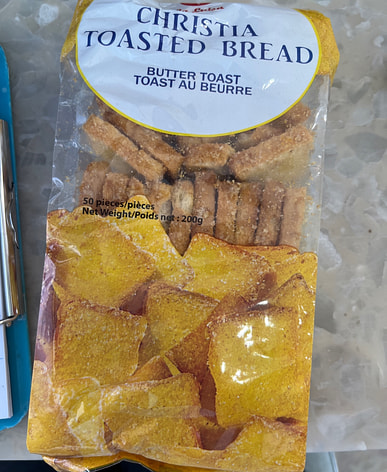 CHRISTIA
TOASTED BREAD
BUTTER TOAST
TOAST AU BEURRE
50 pieces/pièces
Net Weight/Poids net : 200g